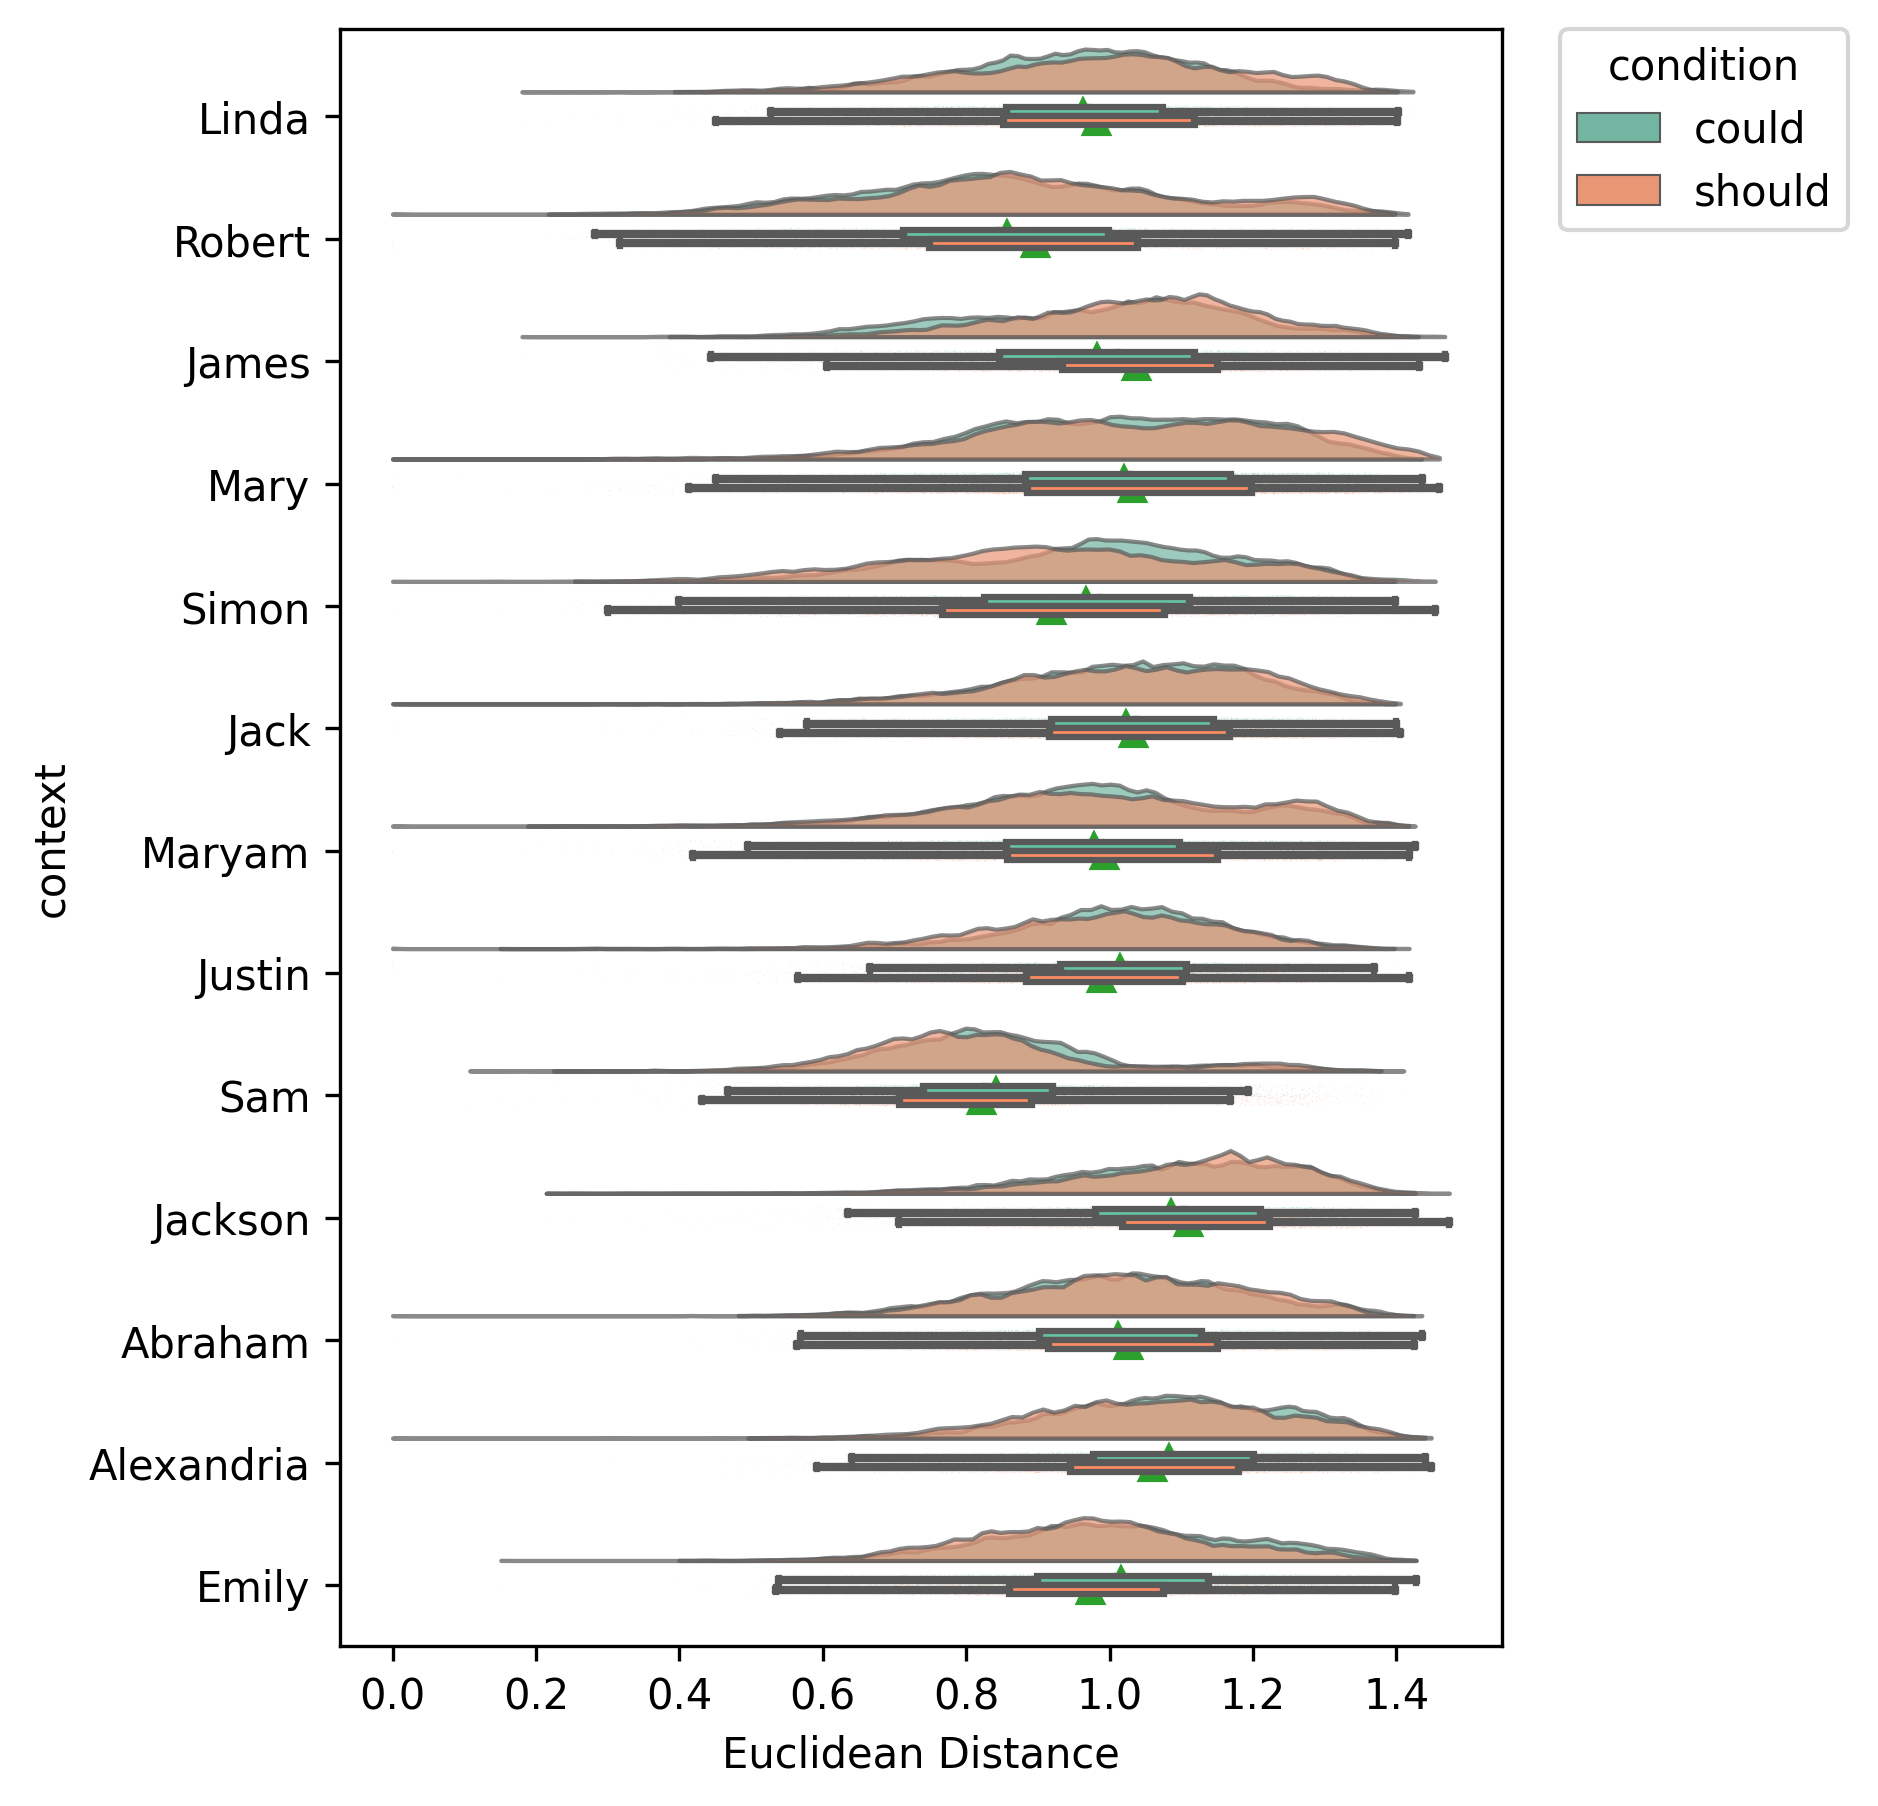 condition
could
should
Linda
Robert
James
Mary
Simon
Jack
Maryam
Justin
Sam
Jackson
Abraham
Alexandria
Emily
context
0.0 0.2 0.4 0.6 0.8 1.0 1.2 1.4
Euclidean Distance